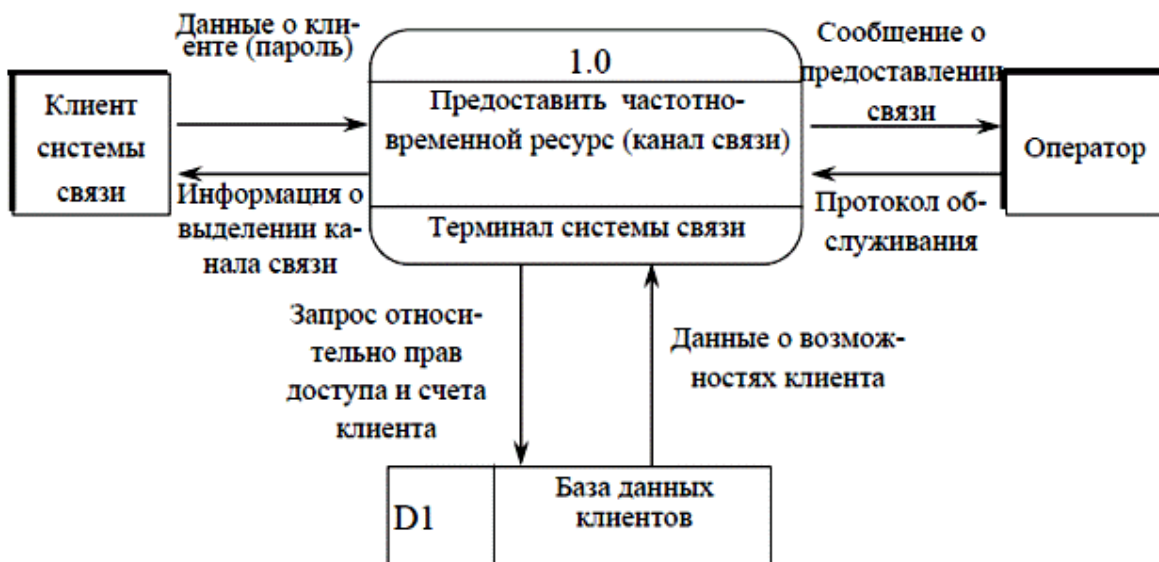 Данные о кли-
енте (пароль)
Клиент
системы
связи
Информация о
выделении ка-
нала связи
1.0
Предоставить частотно-
временной ресурс (канал связи)
Терминал системы связи
Сообщение о
предоставлении
связи
Оператор
Протокол об-
служивания
Запрос относи-
тельно прав
доступа и счета
клиента
Данные о возмож-
ностях клиента
D1
База данных
клиентов